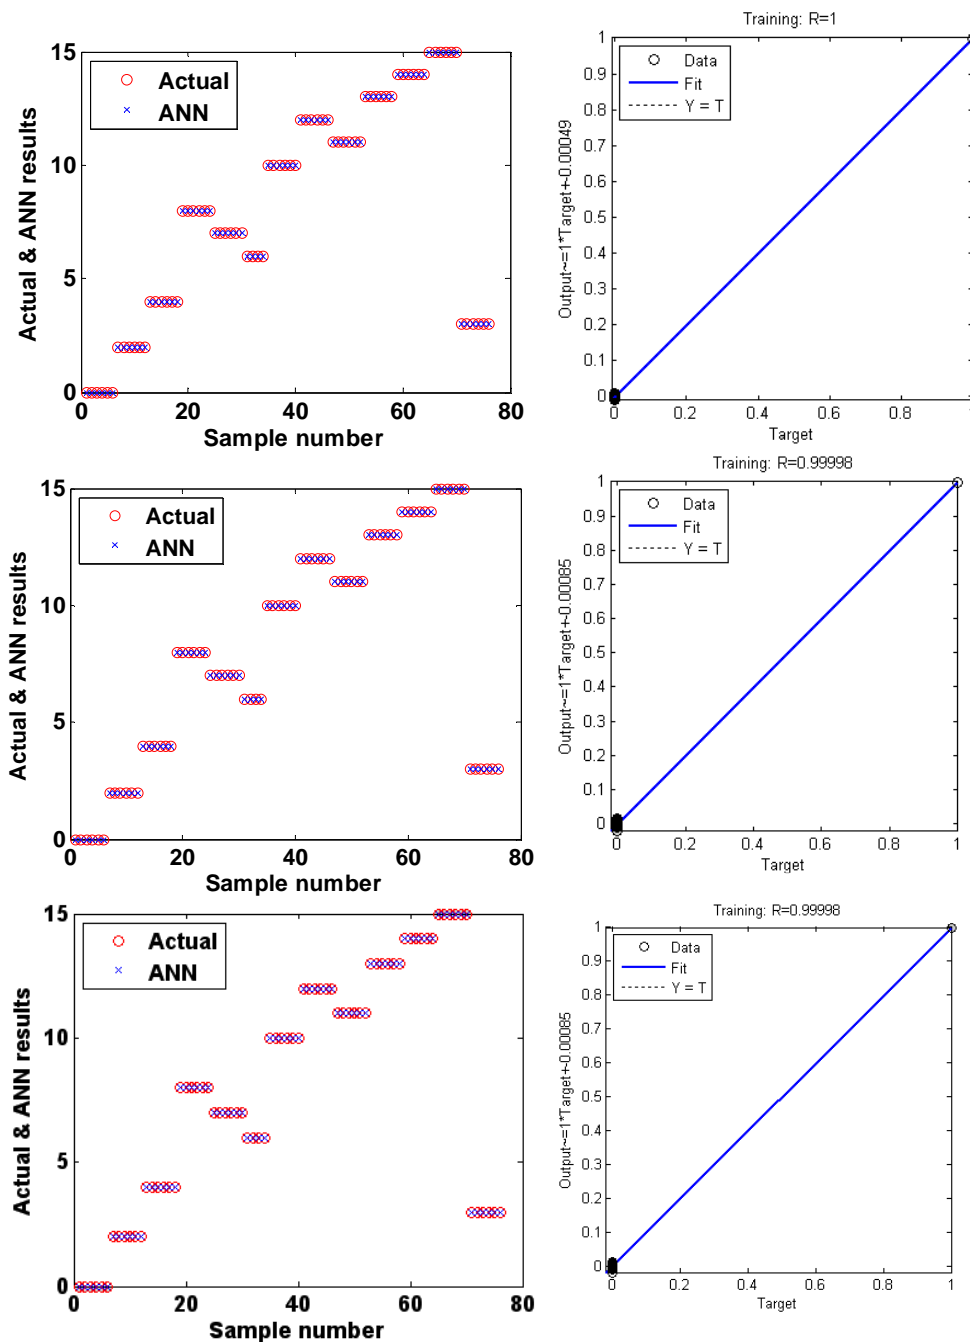 Training: R=1
15
10
5
0
Actual & ANN results
Actual
ANN
0
20
40
60
80
Sample number
1
0.9
0.8
0.7
0.6
0.5
0.4
0.3
0.2
0.1
0
Output~=1*Target+-0.00049
Data
Fit
Y = T
0
0.2
0.4
0.6
0.8
1
Target
15
10
5
0
Actual & ANN results
Actual
ANN
0
20
40
60
80
Sample number
Training: R=0.99998
1
0.9
0.8
0.7
0.6
0.5
0.4
0.3
0.2
0.1
0
Output~=1*Target+-0.00085
Data
Fit
Y = T
0
0.2
0.4
0.6
0.8
1
Target
15
10
5
0
Actual & ANN results
Actual
ANN
0
20
40
60
80
Sample number
Training: R=0.99998
1
0.9
0.8
0.7
0.6
0.5
0.4
0.3
0.2
0.1
0
Output~=1*Target+-0.00085
Data
Fit
Y = T
0
0.2
0.4
0.6
0.8
1
Target